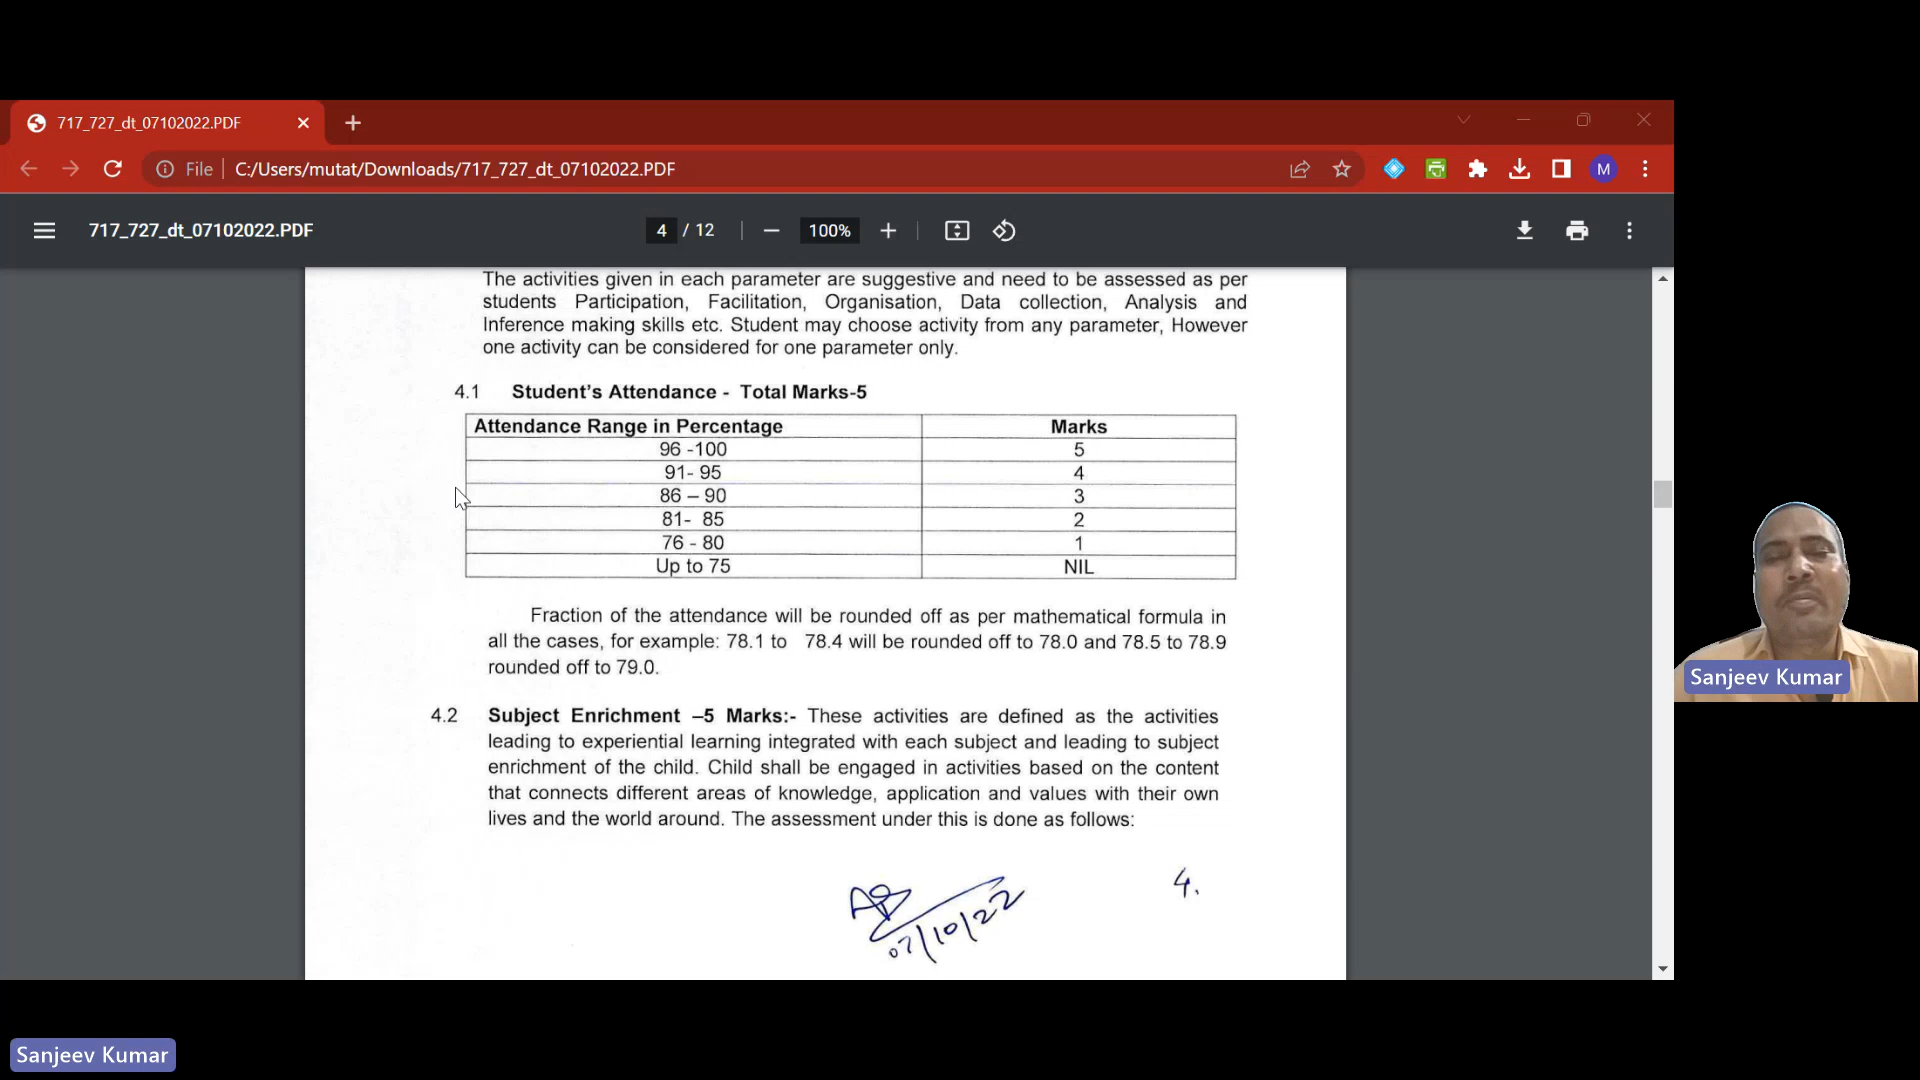 717_727_dt_07102022.PDF
File C:/Users/mutat/Downloads/717_727_dt_07102022.PDF
M
717_727_dt_07102022.PDF
4 / 12
100%
The activities given in each parameter are suggestive and need to be assessed as per
students Participation, Facilitation, Organisation, Data collection, Analysis and
Inference making skills etc. Student may choose activity from any parameter, However
one activity can be considered for one parameter only.
4.1 Student's Attendance - Total Marks-5
Attendance Range in Percentage Marks
96 -100 5
91- 95 4
86 – 90 3
81- 85 2
76 - 80 1
Up to 75 NIL
Fraction of the attendance will be rounded off as per mathematical formula in
all the cases, for example: 78.1 to 78.4 will be rounded off to 78.0 and 78.5 to 78.9
rounded off to 79.0.
4.2 Subject Enrichment –5 Marks:- These activities are defined as the activities
leading to experiential learning integrated with each subject and leading to subject
enrichment of the child. Child shall be engaged in activities based on the content
that connects different areas of knowledge, application and values with their own
lives and the world around. The assessment under this is done as follows:
4.
07/10/22
Sanjeev Kumar
Sanjeev Kumar